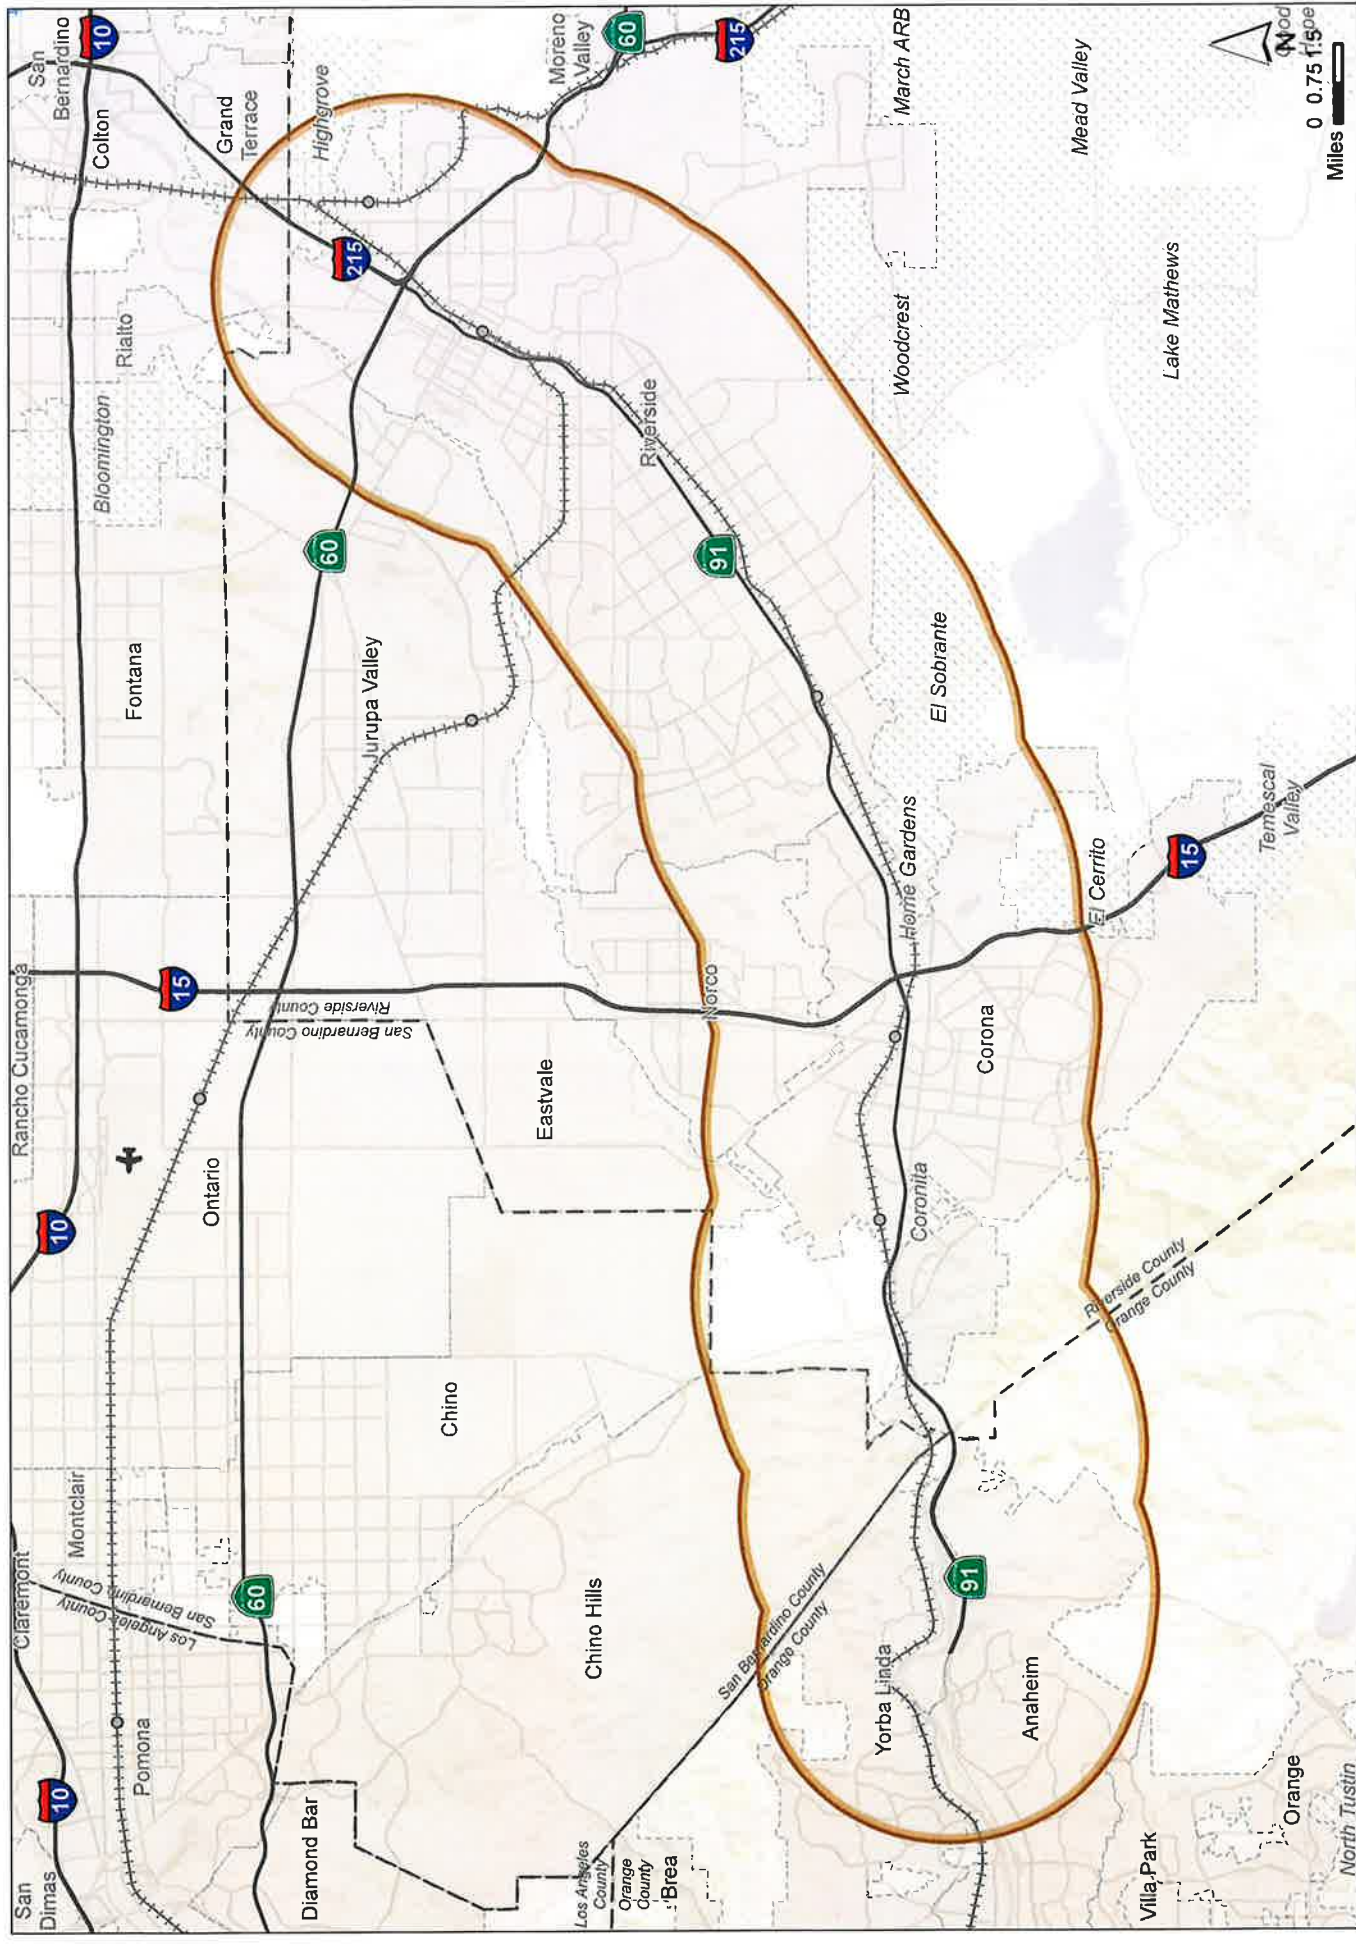 San
Dimas
10
Pomona
Claremont
Los Angeles County
San Bernardino County
Montclair
10
Rancho Cucamonga
15
Ontario
Fontana
Bloomington
Rialto
Colton
San
Bernardino
10
Grand
Terrace
Highgrove
Diamond Bar
60
Chino
San Bernardino County
Riverside County
Jurupa Valley
60
215
Moreno
Valley
60
215
Los Angeles
County
Orange
County
Brea
Chino Hills
Eastvale
Norco
Riverside
91
San Bernardino County
Orange County
Yorba Linda
Anaheim
91
Coronita
Corona
Home Gardens
El Sobrante
Woodcrest
March ARB
Riverside County
Orange County
El Cerrito
15
Temescal
Valley
Lake Mathews
Mead Valley
Villa Park
Orange
North Tustin
Good
Hope
N
0 0.75 1.5
Miles